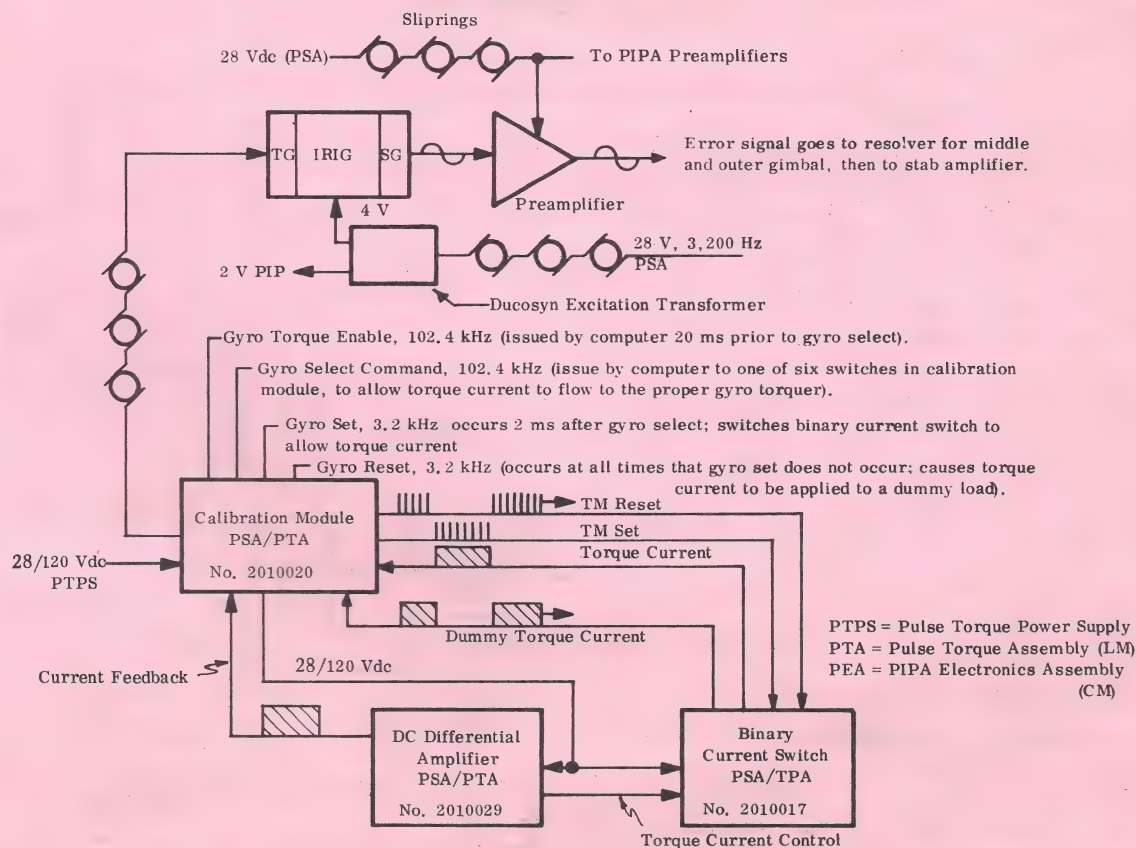 Sliprings
28 Vdc (PSA)
To PIPA Preamplifiers
TG IRIG SG
Error signal goes to resolver for middle
and outer gimbal, then to stab amplifier.
4 V
Preamplifier
28 V, 3,200 Hz
PSA
2 V PIP
Ducosyn Excitation Transformer
Gyro Torque Enable, 102.4 kHz (issued by computer 20 ms prior to gyro select).
Gyro Select Command, 102.4 kHz (issue by computer to one of six switches in calibration
module, to allow torque current to flow to the proper gyro torquer).
Gyro Set, 3.2 kHz occurs 2 ms after gyro select; switches binary current switch to
allow torque current
Gyro Reset, 3.2 kHz (occurs at all times that gyro set does not occur; causes torque
current to be applied to a dummy load).
Calibration Module
PSA/PTA
No. 2010020
TM Reset
TM Set
Torque Current
28/120 Vdc
PTPS
Dummy Torque Current
PTPS = Pulse Torque Power Supply
PTA = Pulse Torque Assembly (LM)
PEA = PIPA Electronics Assembly
(CM)
Current Feedback
28/120 Vdc
DC Differential
Amplifier
PSA/PTA
No. 2010029
Binary
Current Switch
PSA/TPA
No. 2010017
Torque Current Control